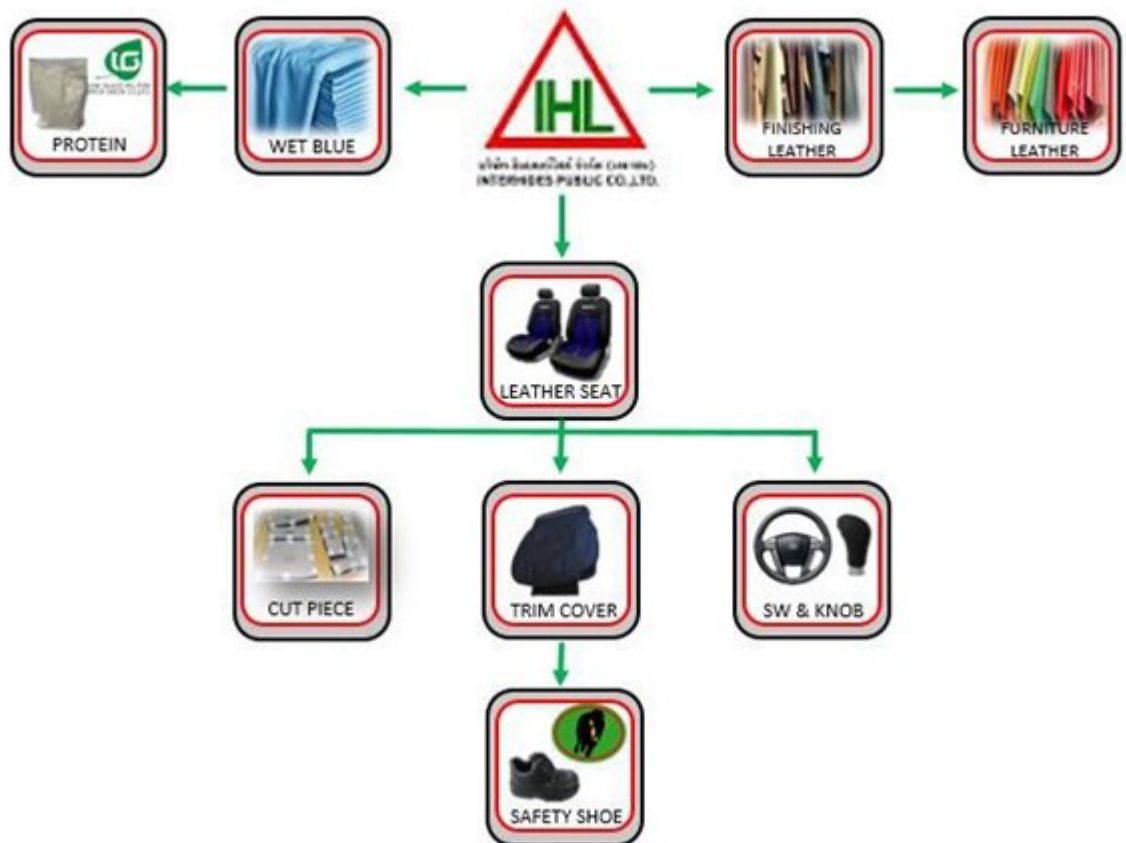 LG
PROTEIN
WET BLUE
IHL
INTERHIDES PUBLIC CO.,LTD.
FINISHING
LEATHER
FURNITURE
LEATHER
LEATHER SEAT
CUT PIECE
TRIM COVER
SW & KNOB
SAFETY SHOE